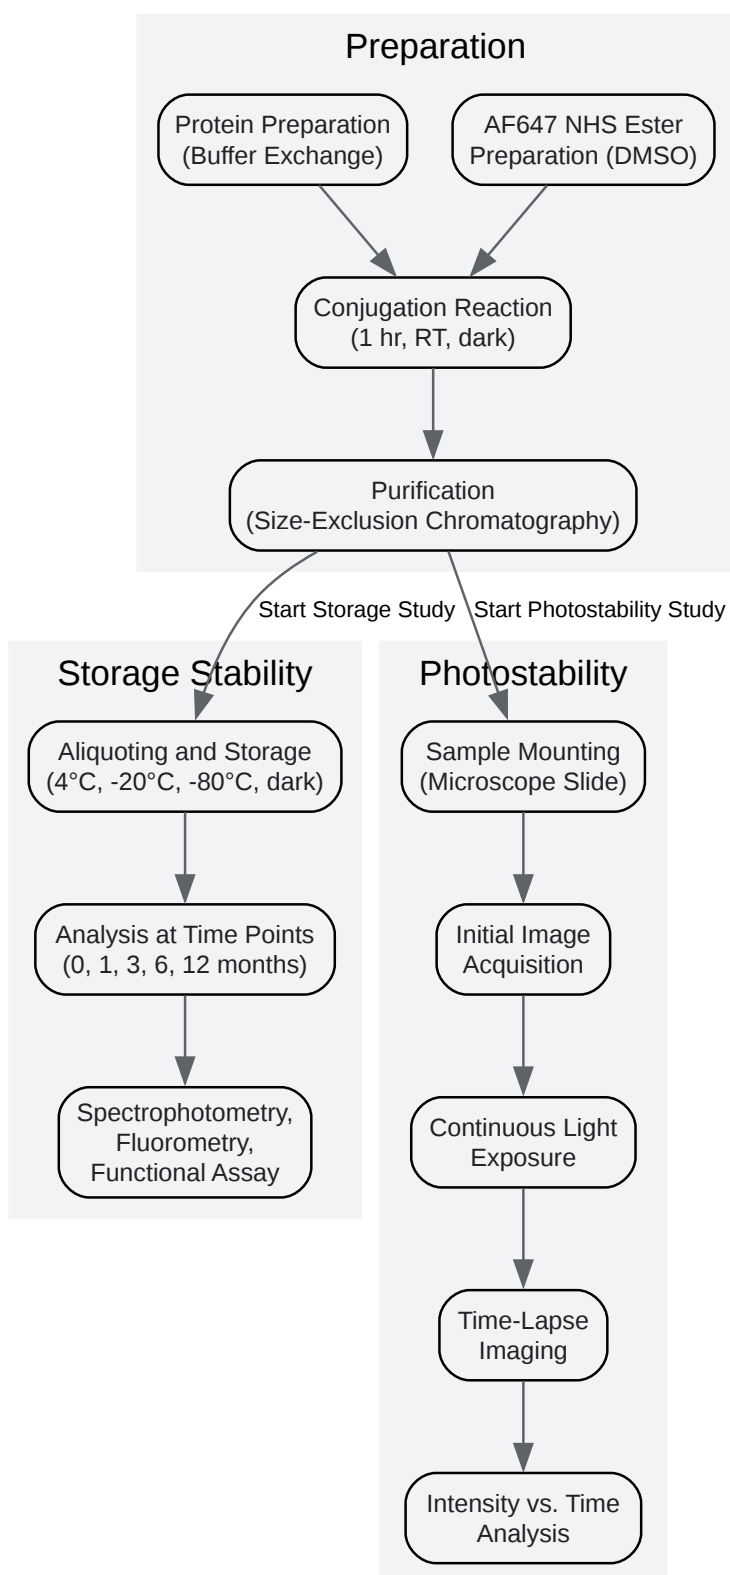 Preparation
Protein Preparation
(Buffer Exchange)
AF647 NHS Ester
Preparation (DMSO)
Conjugation Reaction
(1 hr, RT, dark)
Purification
(Size-Exclusion Chromatography)
Start Storage Study
Start Photostability Study
Storage Stability
Aliquoting and Storage
(4°C, -20°C, -80°C, dark)
Analysis at Time Points
(0, 1, 3, 6, 12 months)
Spectrophotometry,
Fluorometry,
Functional Assay
Photostability
Sample Mounting
(Microscope Slide)
Initial Image
Acquisition
Continuous Light
Exposure
Time-Lapse
Imaging
Intensity vs. Time
Analysis